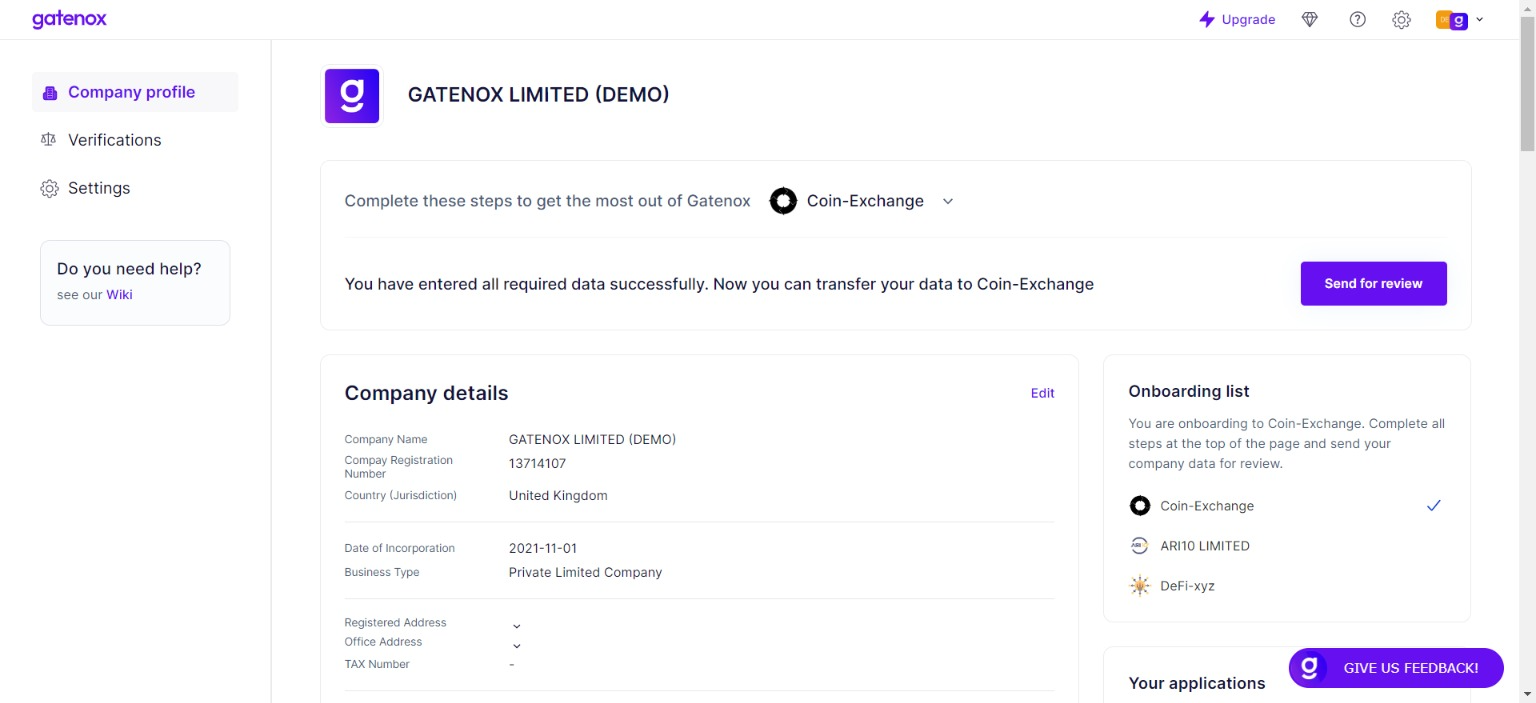 gatenox
Upgrade
Company profile
Verifications
Settings
Do you need help?
see our Wiki
GATENOX LIMITED (DEMO)
Complete these steps to get the most out of Gatenox Coin-Exchange
You have entered all required data successfully. Now you can transfer your data to Coin-Exchange
Send for review
Company details
Edit
Company Name GATENOX LIMITED (DEMO)
Compay Registration
Number
13714107
Country (Jurisdiction) United Kingdom
Date of Incorporation 2021-11-01
Business Type Private Limited Company
Registered Address
Office Address
TAX Number -
Onboarding list
You are onboarding to Coin-Exchange. Complete all
steps at the top of the page and send your
company data for review.
Coin-Exchange
ARI10 LIMITED
DeFi-xyz
Your applications
GIVE US FEEDBACK!